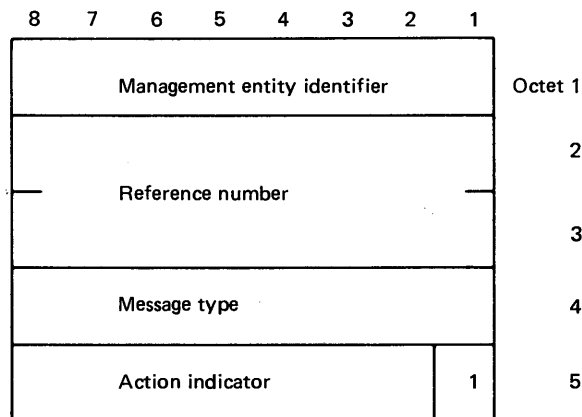 8 7 6 5 4 3 2 1
Management entity identifier Octet 1
2
Reference number
3
Message type 4
Action indicator 1 5